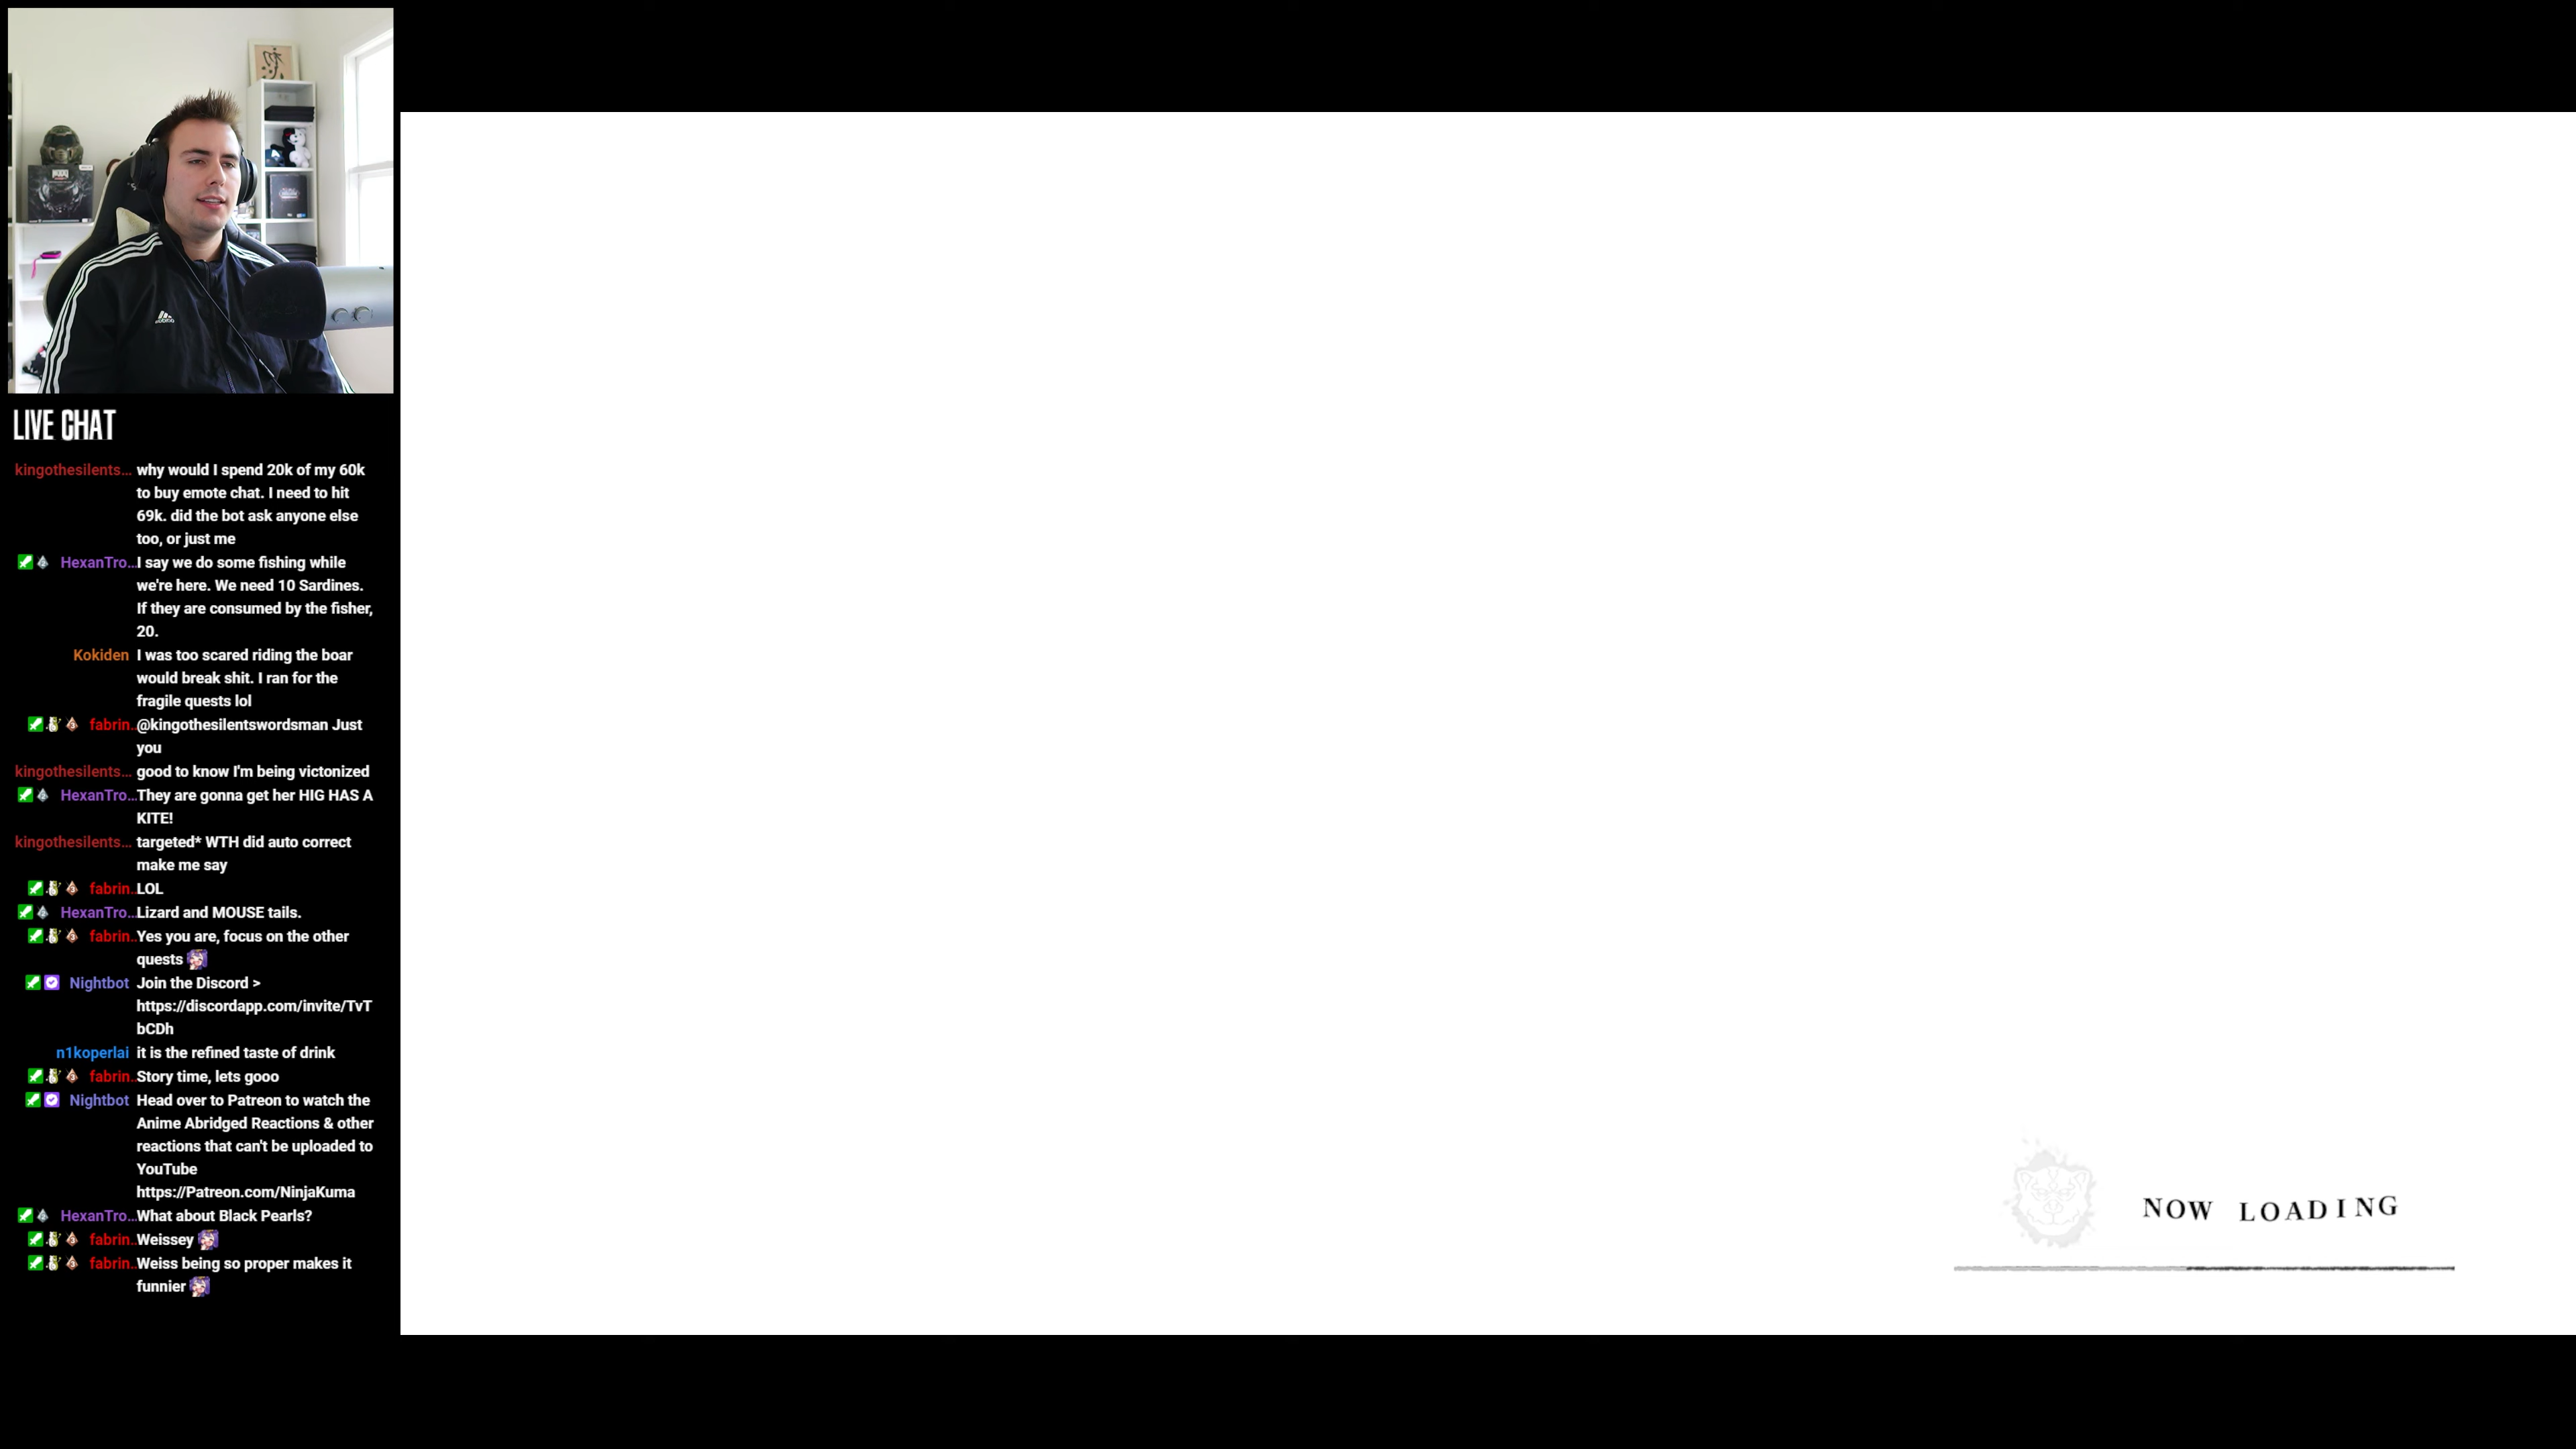 LIVE CHAT
kingothesilents... why would I spend 20k of my 60k
to buy emote chat. I need to hit
69k. did the bot ask anyone else
too, or just me
HexanTro... I say we do some fishing while
we're here. We need 10 Sardines.
If they are consumed by the fisher,
20.
Kokiden I was too scared riding the boar
would break shit. I ran for the
fragile quests lol
fabrin.. @kingothesilentswordsman Just
you
kingothesilents... good to know I'm being victonized
HexanTro... They are gonna get her HIG HAS A
KITE!
kingothesilents... targeted* WTH did auto correct
make me say
fabrin.. LOL
HexanTro... Lizard and MOUSE tails.
fabrin.. Yes you are, focus on the other
quests
Nightbot Join the Discord >
https://discordapp.com/invite/TvT
bCDh
n1koperlai it is the refined taste of drink
fabrin.. Story time, lets gooo
Nightbot Head over to Patreon to watch the
Anime Abridged Reactions & other
reactions that can't be uploaded to
YouTube
https://Patreon.com/NinjaKuma
HexanTro... What about Black Pearls?
fabrin.. Weissey
fabrin.. Weiss being so proper makes it
funnier
NOW LOADING